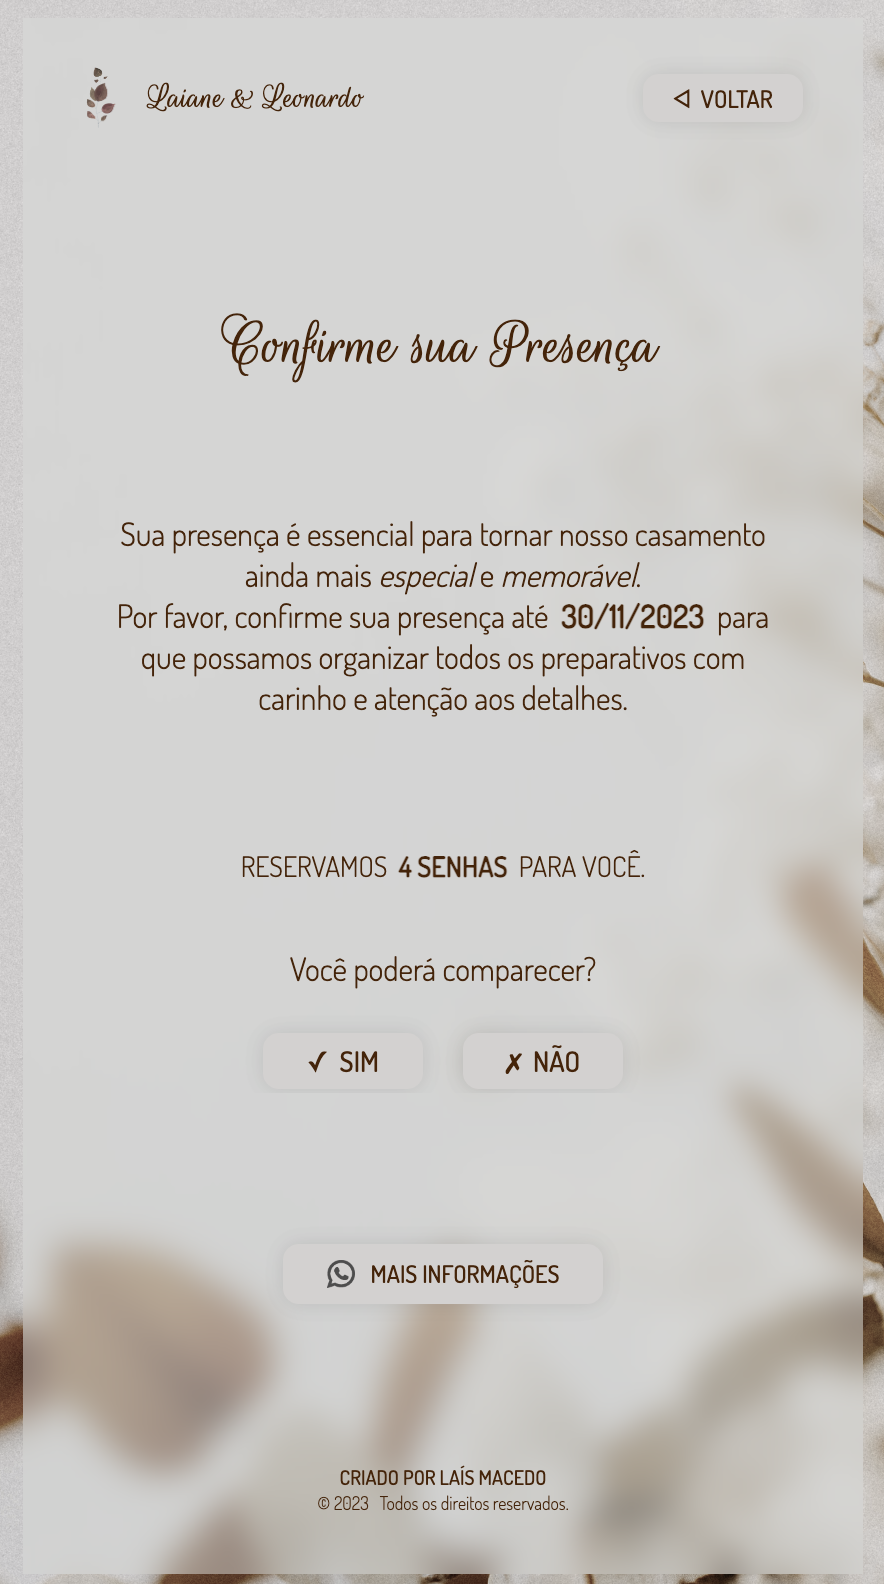 Laiane & Leonardo
VOLTAR
Confirme sua Presença
Sua presença é essencial para tornar nosso casamento
ainda mais especial e memorável.
Por favor, confirme sua presença até 30/11/2023 para
que possamos organizar todos os preparativos com
carinho e atenção aos detalhes.
RESERVAMOS 4 SENHAS PARA VOCÊ.
Você poderá comparecer?
✓ SIM
✗ NÃO
MAIS INFORMAÇÕES
CRIADO POR LAÍS MACEDO
© 2023 Todos os direitos reservados.